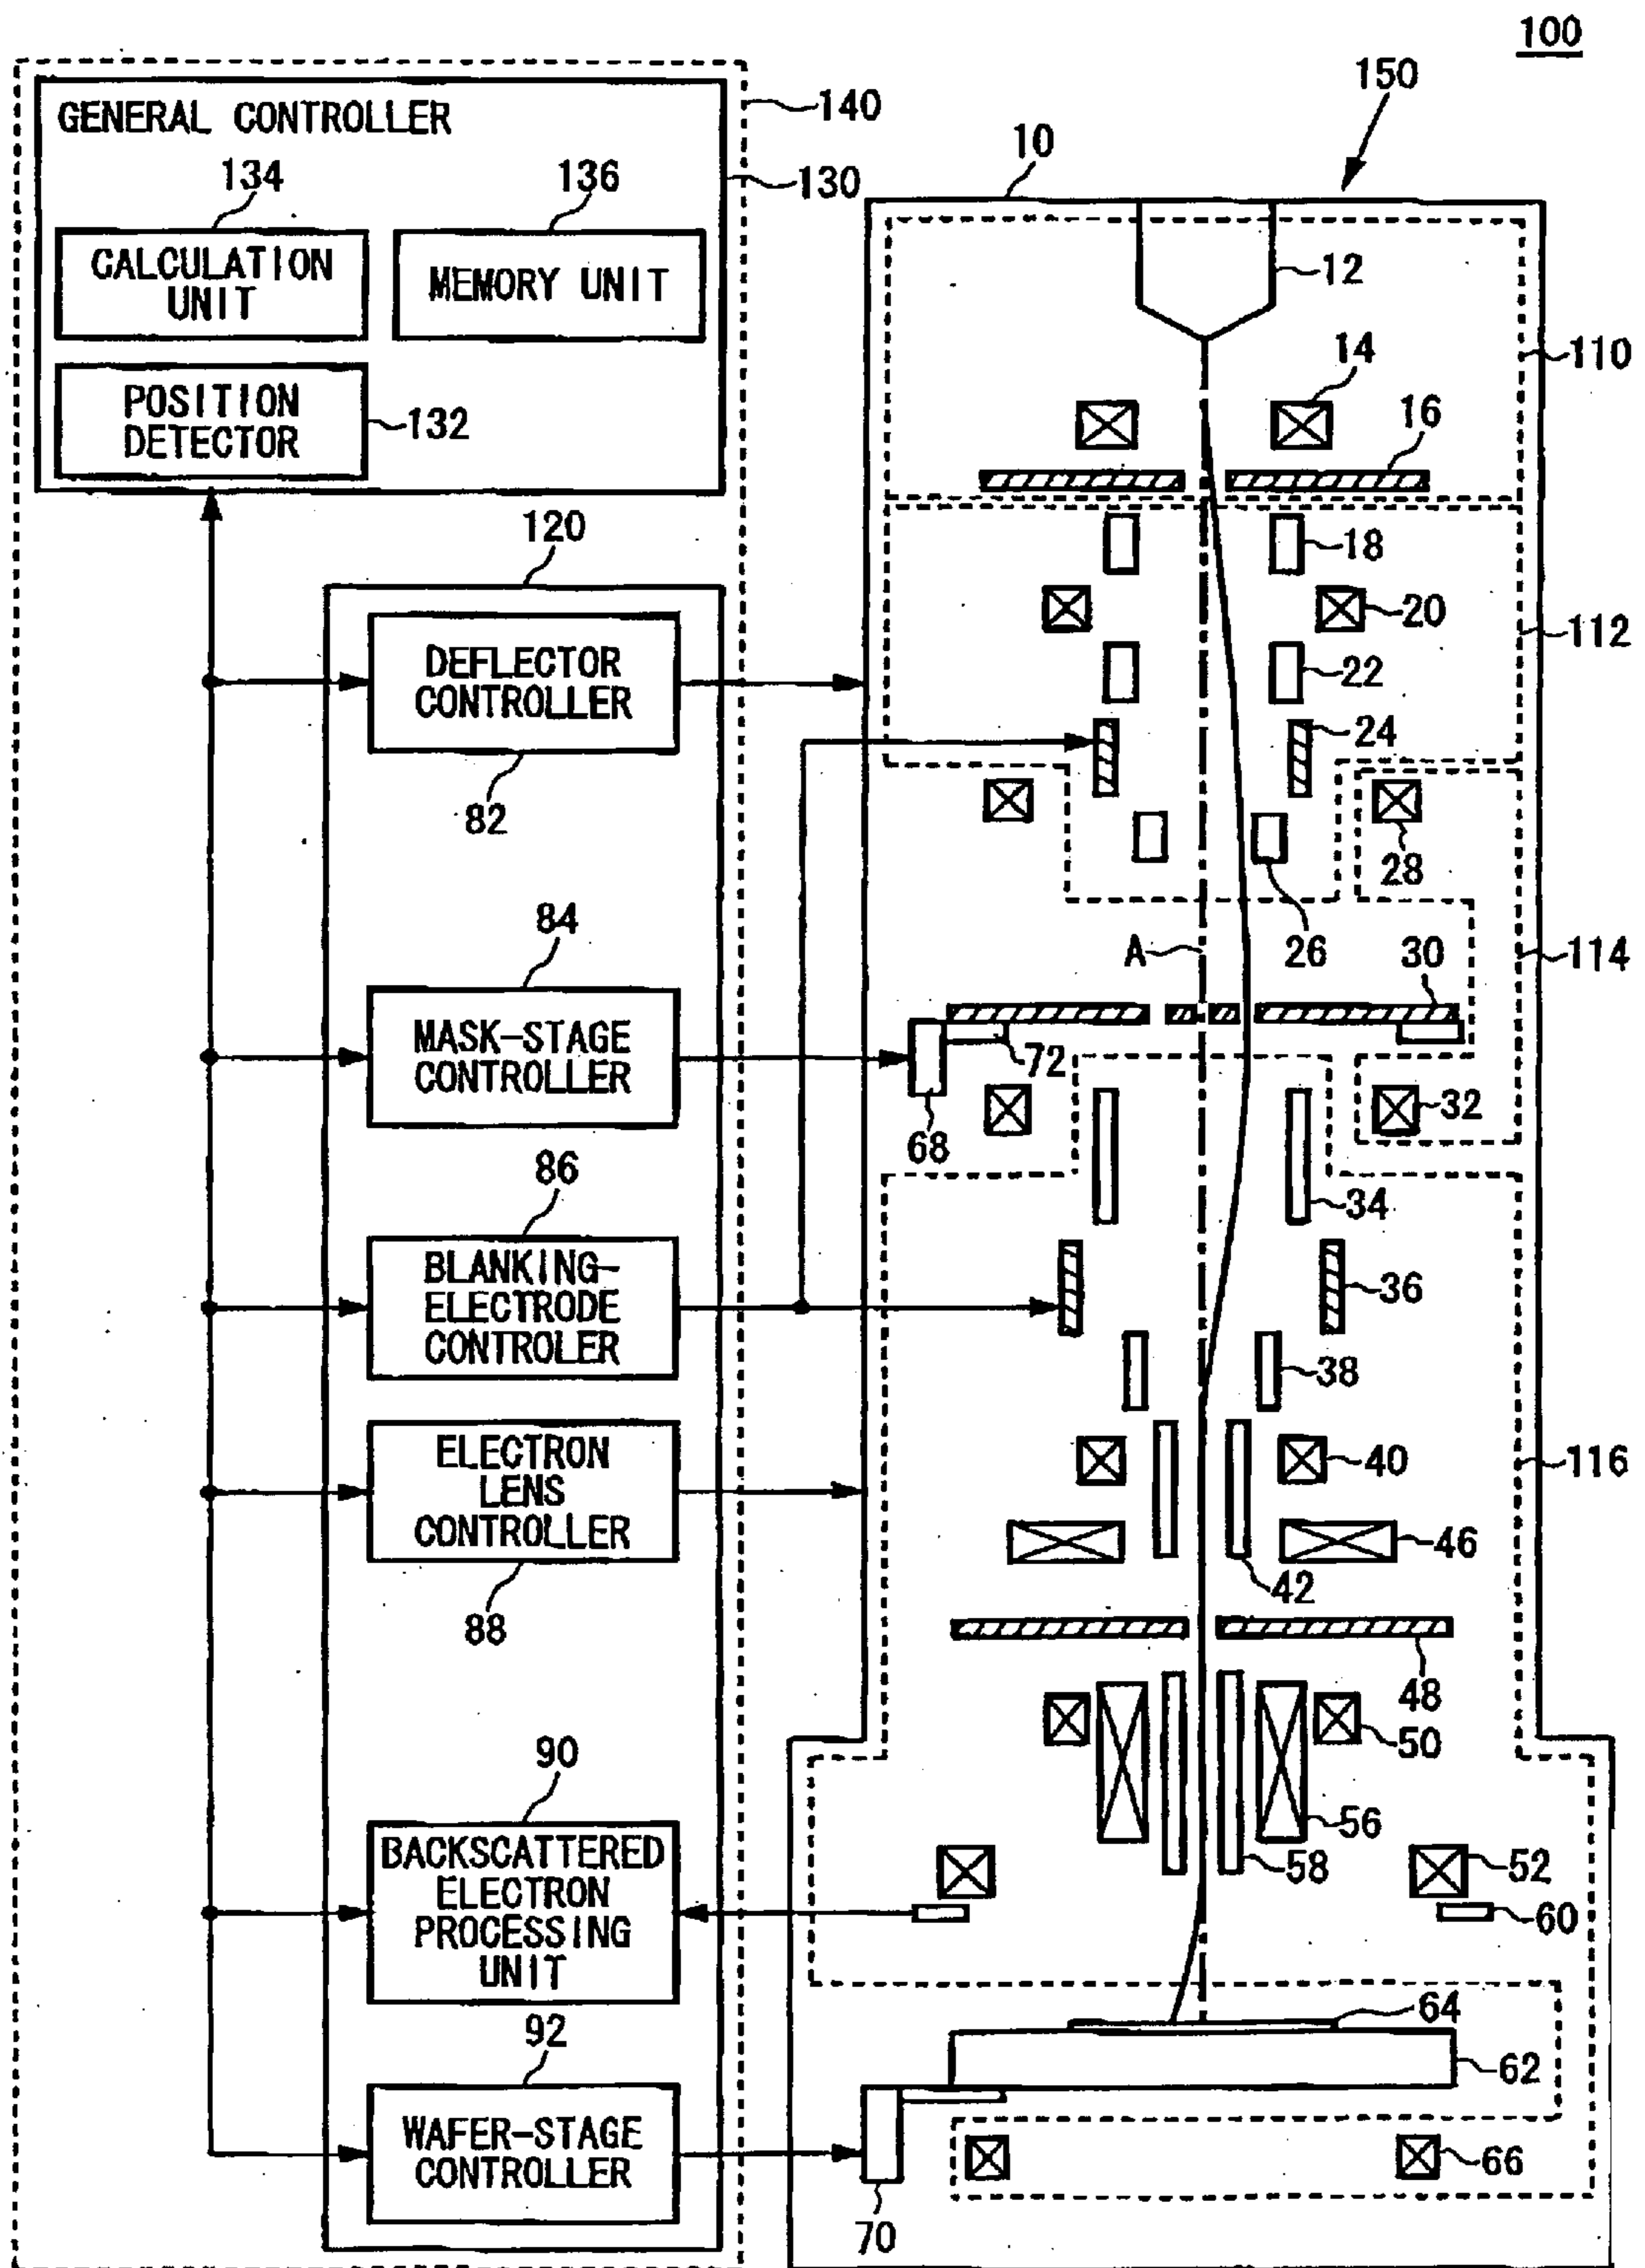 100
150
140
GENERAL CONTROLLER
130
10
134
136
CALCULATION
UNIT
MEMORY UNIT
12
110
14
POSITION
DETECTOR
132
16
120
18
20
112
DEFLECTOR
CONTROLLER
22
24
82
28
26
84
A
30
114
MASK-STAGE
CONTROLLER
72
68
32
86
34
BLANKING-
ELECTRODE
CONTROLER
36
38
ELECTRON
LENS
CONTROLLER
40
116
46
42
88
48
50
90
56
BACKSCATTERED
ELECTRON
PROCESSING
UNIT
58
52
60
92
64
62
WAFER-STAGE
CONTROLLER
66
70